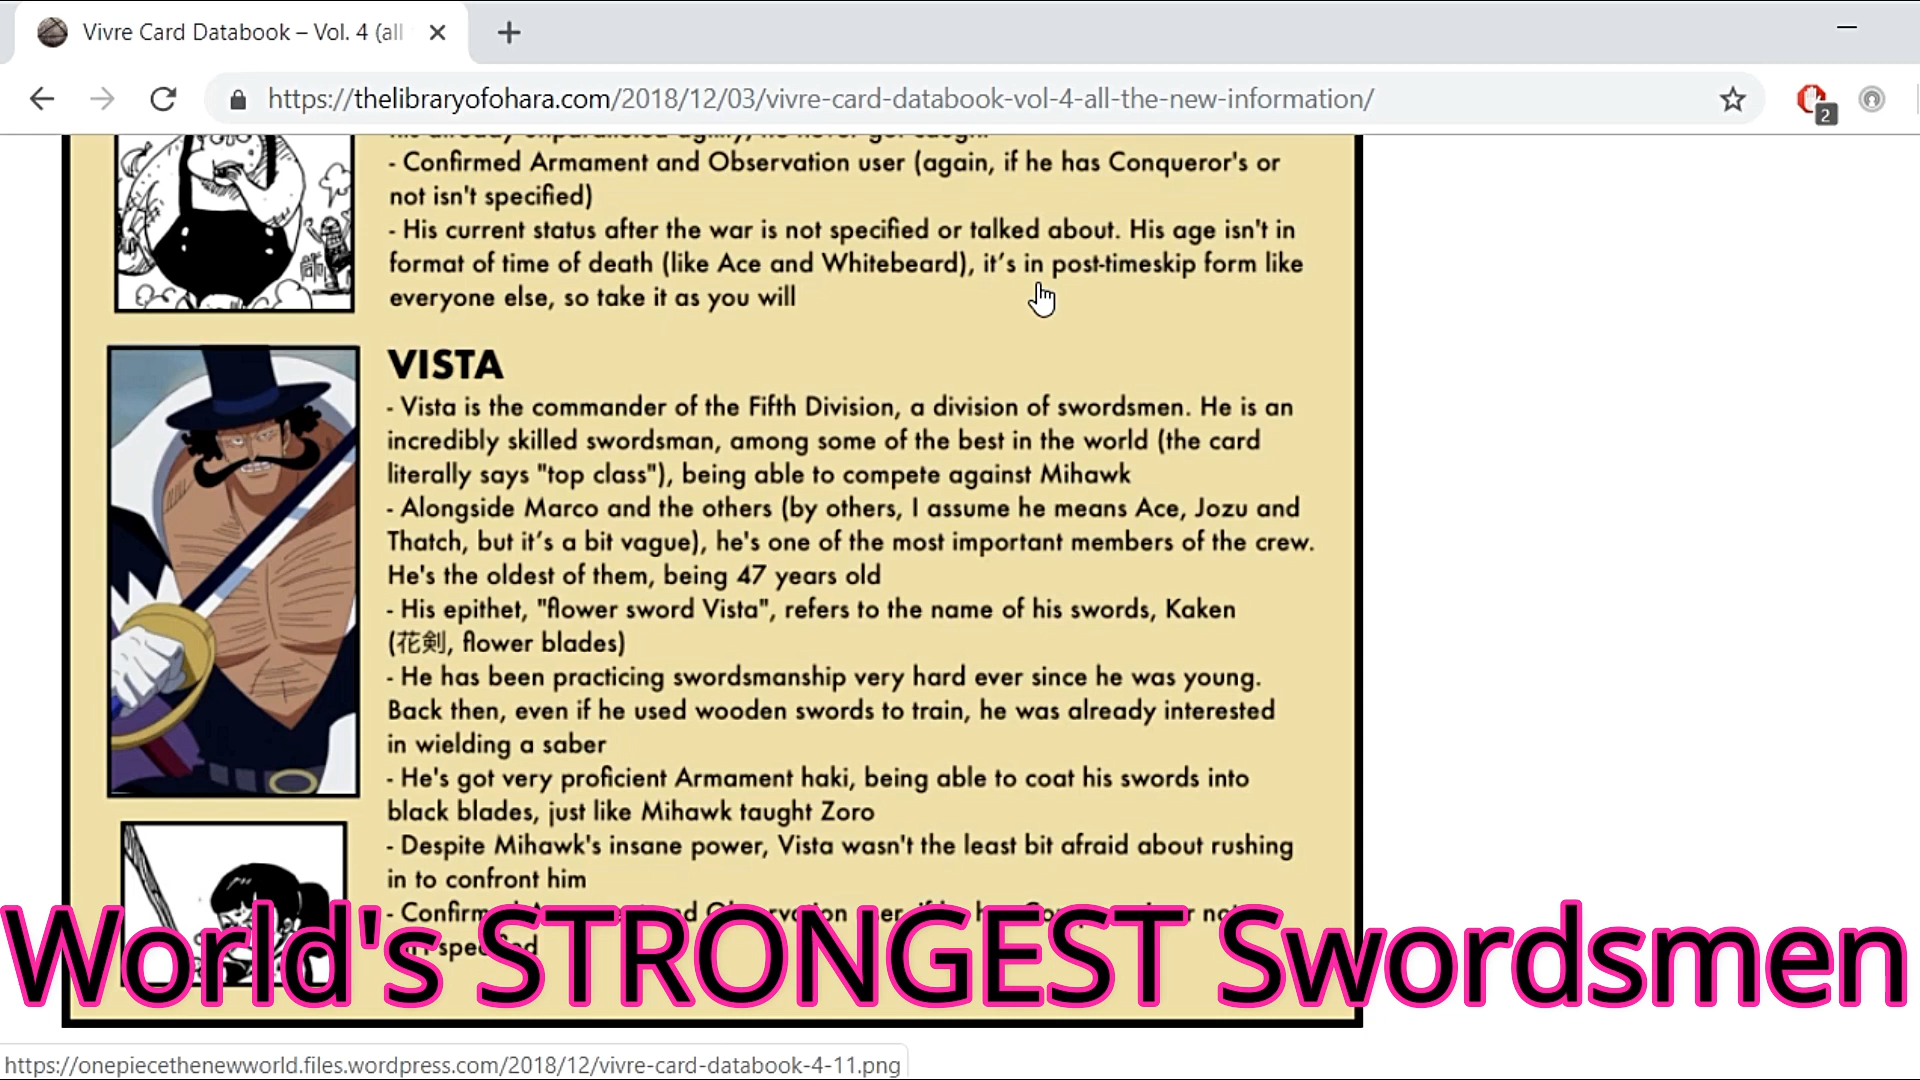 Vivre Card Databook – Vol. 4 (all
https://thelibraryofohara.com/2018/12/03/vivre-card-databook-vol-4-all-the-new-information/
2
- Confirmed Armament and Observation user (again, if he has Conqueror's or
not isn't specified)
- His current status after the war is not specified or talked about. His age isn't in
format of time of death (like Ace and Whitebeard), it's in post-timeskip form like
everyone else, so take it as you will
VISTA
- Vista is the commander of the Fifth Division, a division of swordsmen. He is an
incredibly skilled swordsman, among some of the best in the world (the card
literally says "top class"), being able to compete against Mihawk
- Alongside Marco and the others (by others, I assume he means Ace, Jozu and
Thatch, but it's a bit vague), he's one of the most important members of the crew.
He's the oldest of them, being 47 years old
- His epithet, "flower sword Vista", refers to the name of his swords, Kaken
(花剣, flower blades)
- He has been practicing swordsmanship very hard ever since he was young.
Back then, even if he used wooden swords to train, he was already interested
in wielding a saber
- He's got very proficient Armament haki, being able to coat his swords into
black blades, just like Mihawk taught Zoro
- Despite Mihawk's insane power, Vista wasn't the least bit afraid about rushing
in to confront him
World's STRONGEST Swordsmen
https://onepiecethenewworld.files.wordpress.com/2018/12/vivre-card-databook-4-11.png